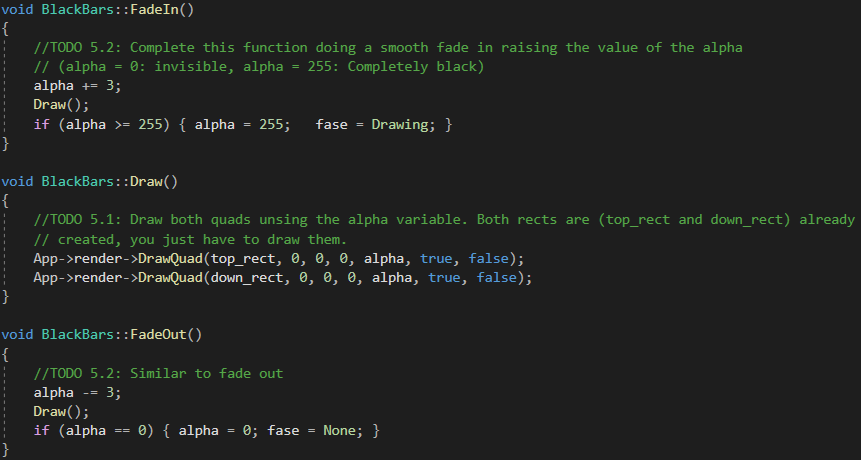 void BlackBars::FadeIn()
{
//TODO 5.2: Complete this function doing a smooth fade in raising the value of the alpha
// (alpha = 0: invisible, alpha = 255: Completely black)
alpha += 3;
Draw();
if (alpha >= 255) { alpha = 255;   fase = Drawing; }
}
void BlackBars::Draw()
{
//TODO 5.1: Draw both quads unsing the alpha variable. Both rects are (top_rect and down_rect) already
// created, you just have to draw them.
App->render->DrawQuad(top_rect, 0, 0, 0, alpha, true, false);
App->render->DrawQuad(down_rect, 0, 0, 0, alpha, true, false);
}
void BlackBars::FadeOut()
{
//TODO 5.2: Similar to fade out
alpha -= 3;
Draw();
if (alpha == 0) { alpha = 0; fase = None; }
}